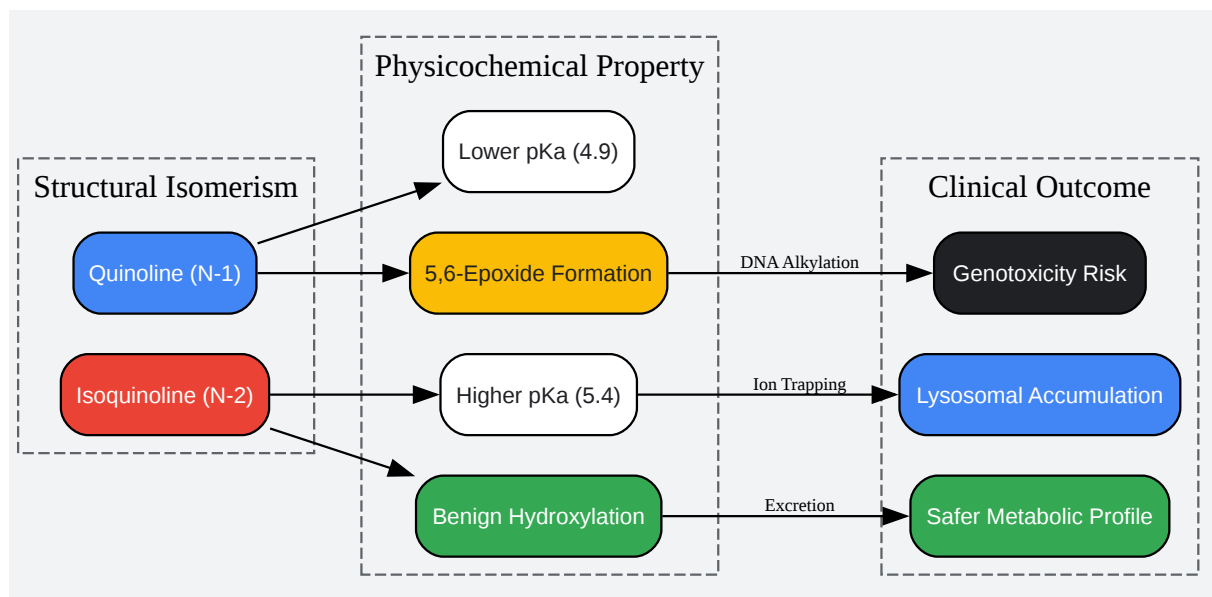 Physicochemical Property
Structural Isomerism
Clinical Outcome
Lower pKa (4.9)
Quinoline (N-1)
5,6-Epoxide Formation
DNA Alkylation
Genotoxicity Risk
Isoquinoline (N-2)
Higher pKa (5.4)
Ion Trapping
Lysosomal Accumulation
Benign Hydroxylation
Excretion
Safer Metabolic Profile